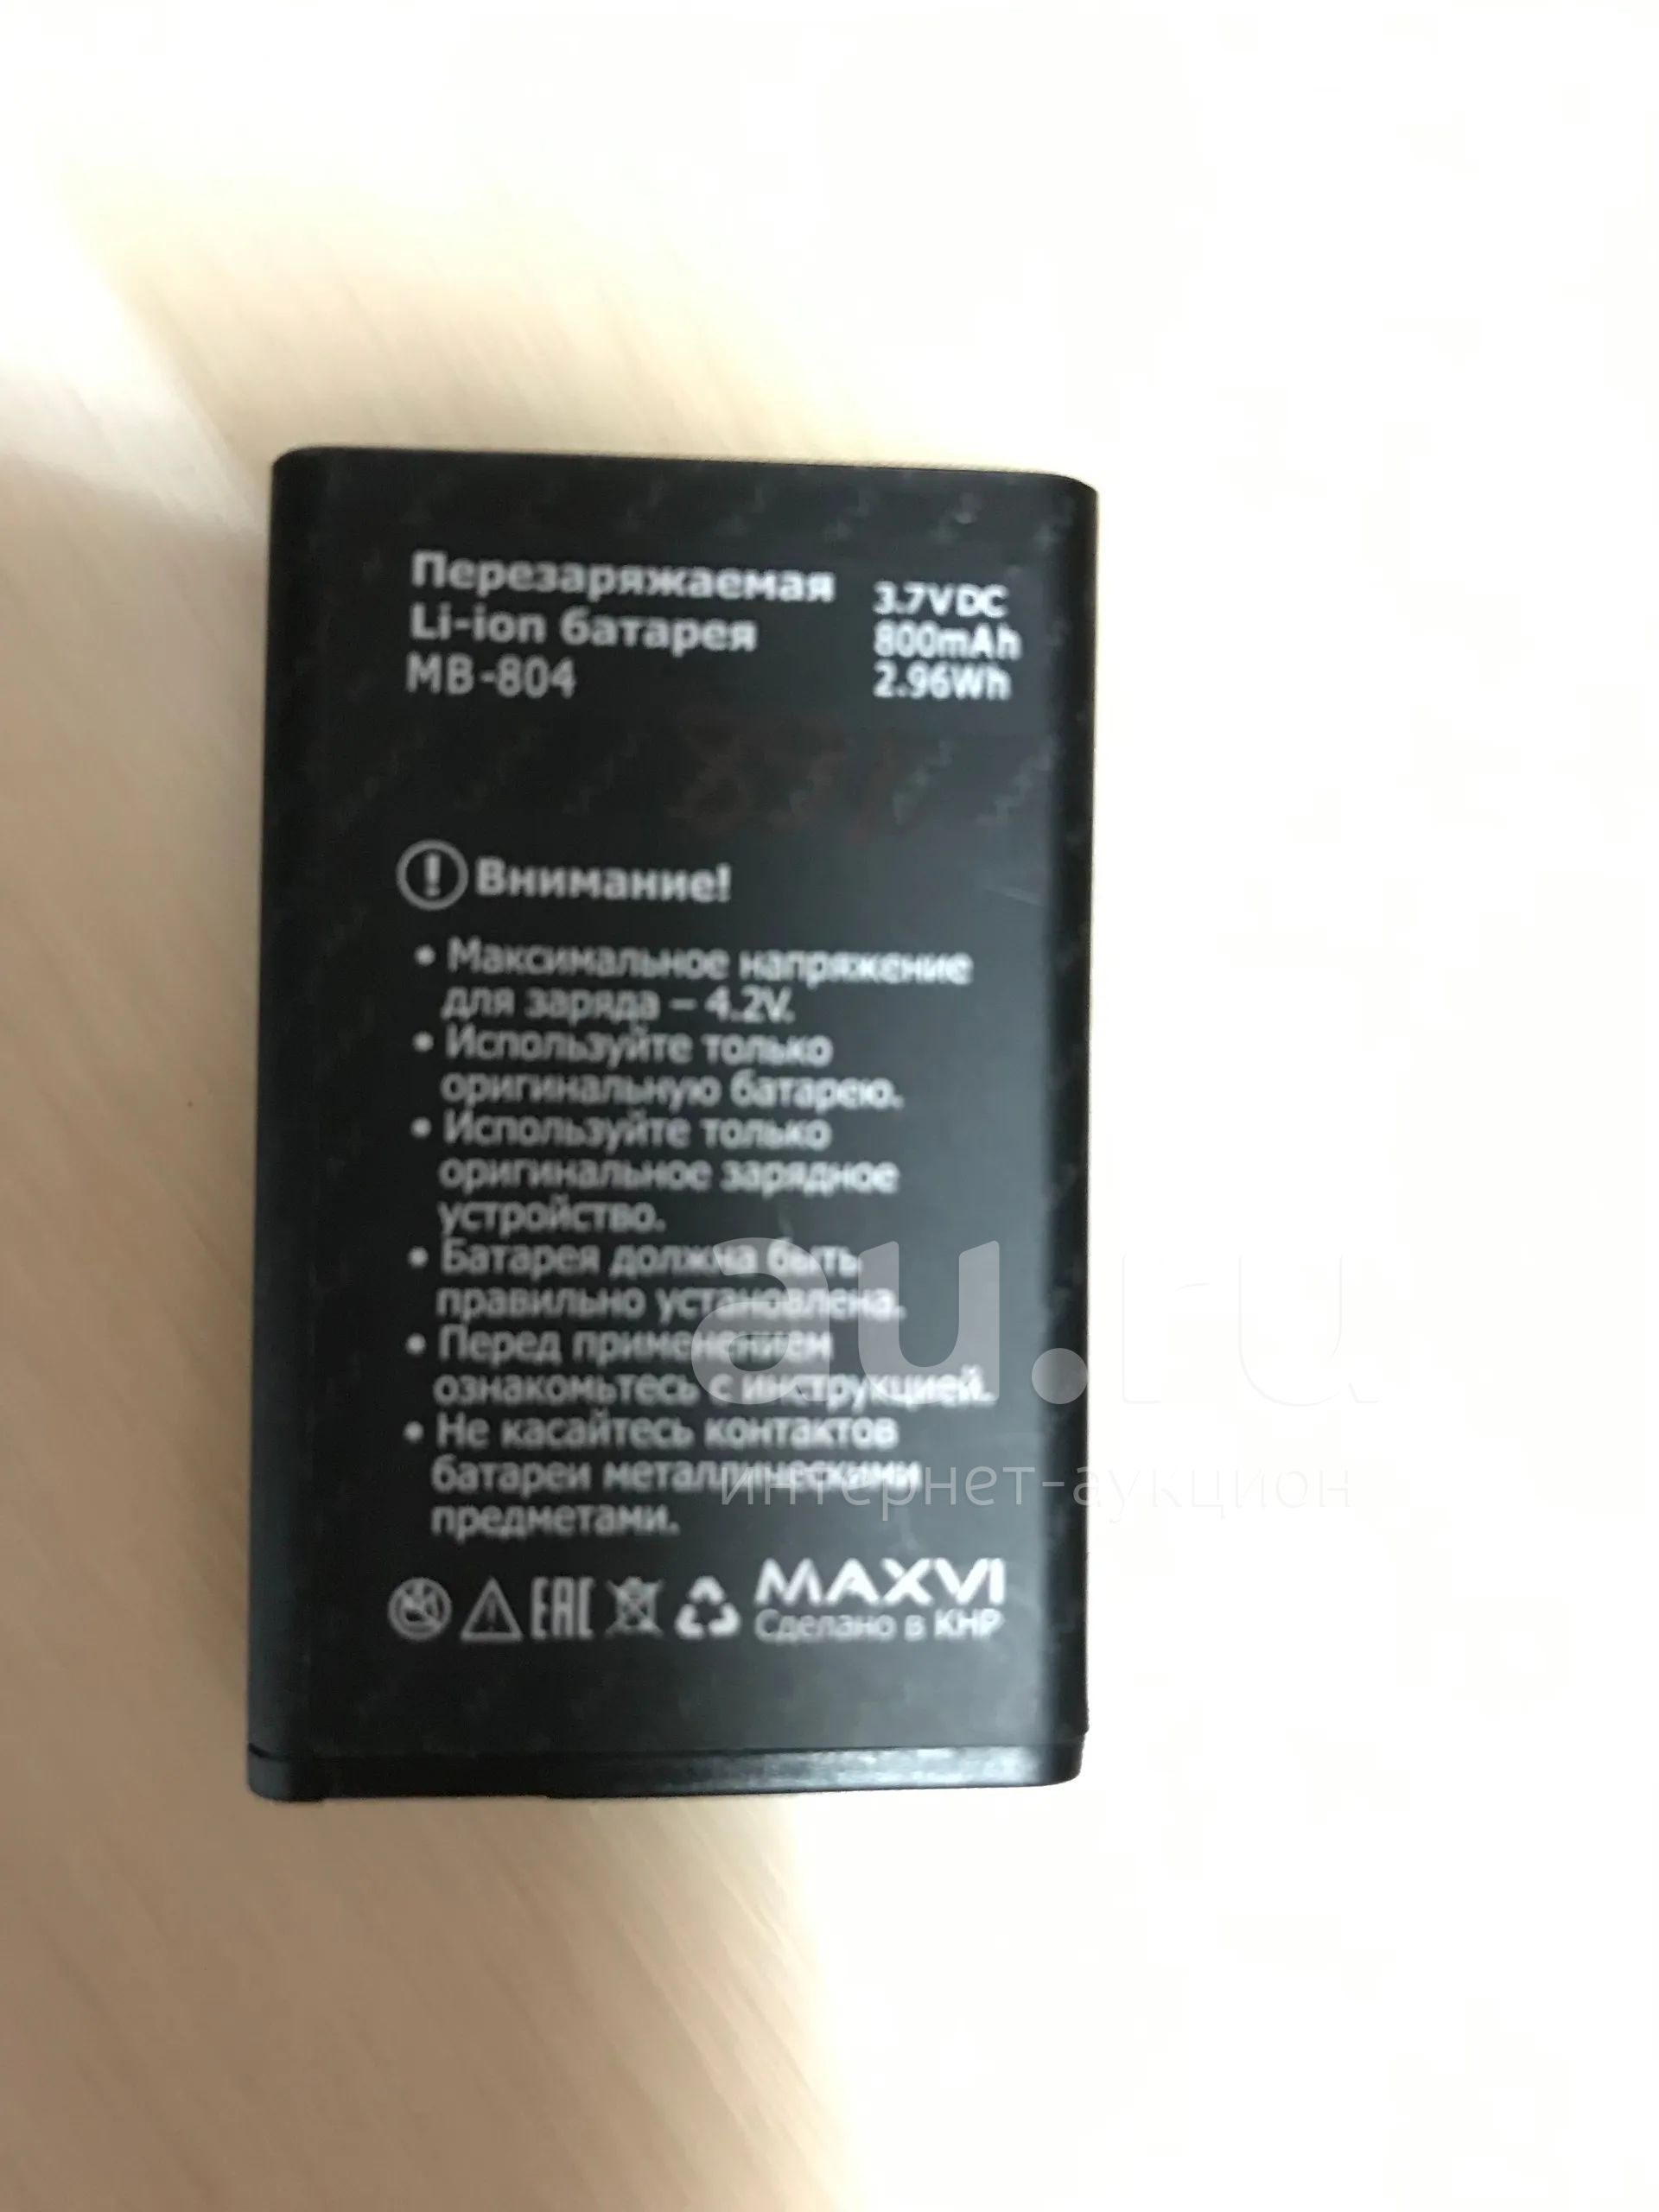 Перезаряжаемая
Li-ion батарея
MB-804
3.7VDC
800mAh
2.96Wh
Внимание!
• Максимальное напряжение
для заряда – 4.2V.
• Используйте только
оригинальную батарею.
• Используйте только
оригинальное зарядное
устройство.
• Батарея должна быть
правильно установлена.
• Перед применением
ознакомьтесь с инструкцией.
• Не касайтесь контактов
батареи металлическими
предметами.
EAC
MAXVI
Сделано в КНР
au.ru
интернет-аукцион